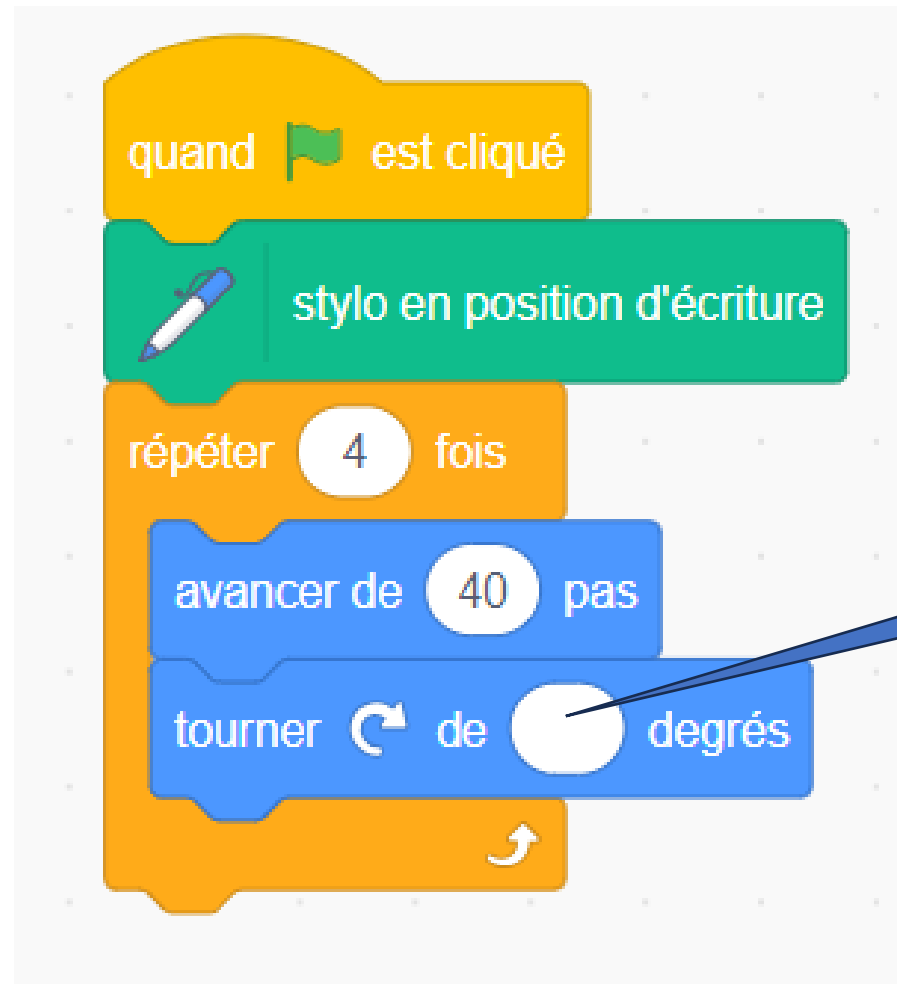 quand est cliqué
stylo en position d'écriture
répéter 4 fois
avancer de 40 pas
tourner de degrés